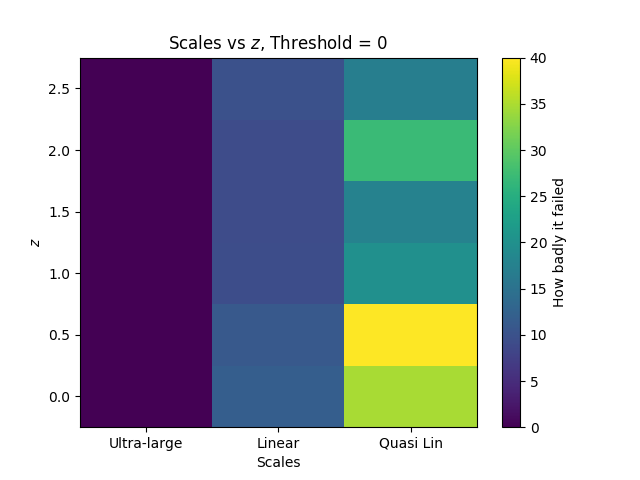 Scales vs z, Threshold = 0
2.5
2.0
1.5
1.0
0.5
0.0
z
Ultra-large
Linear
Quasi Lin
Scales
40
35
30
25
20
15
10
5
0
How badly it failed